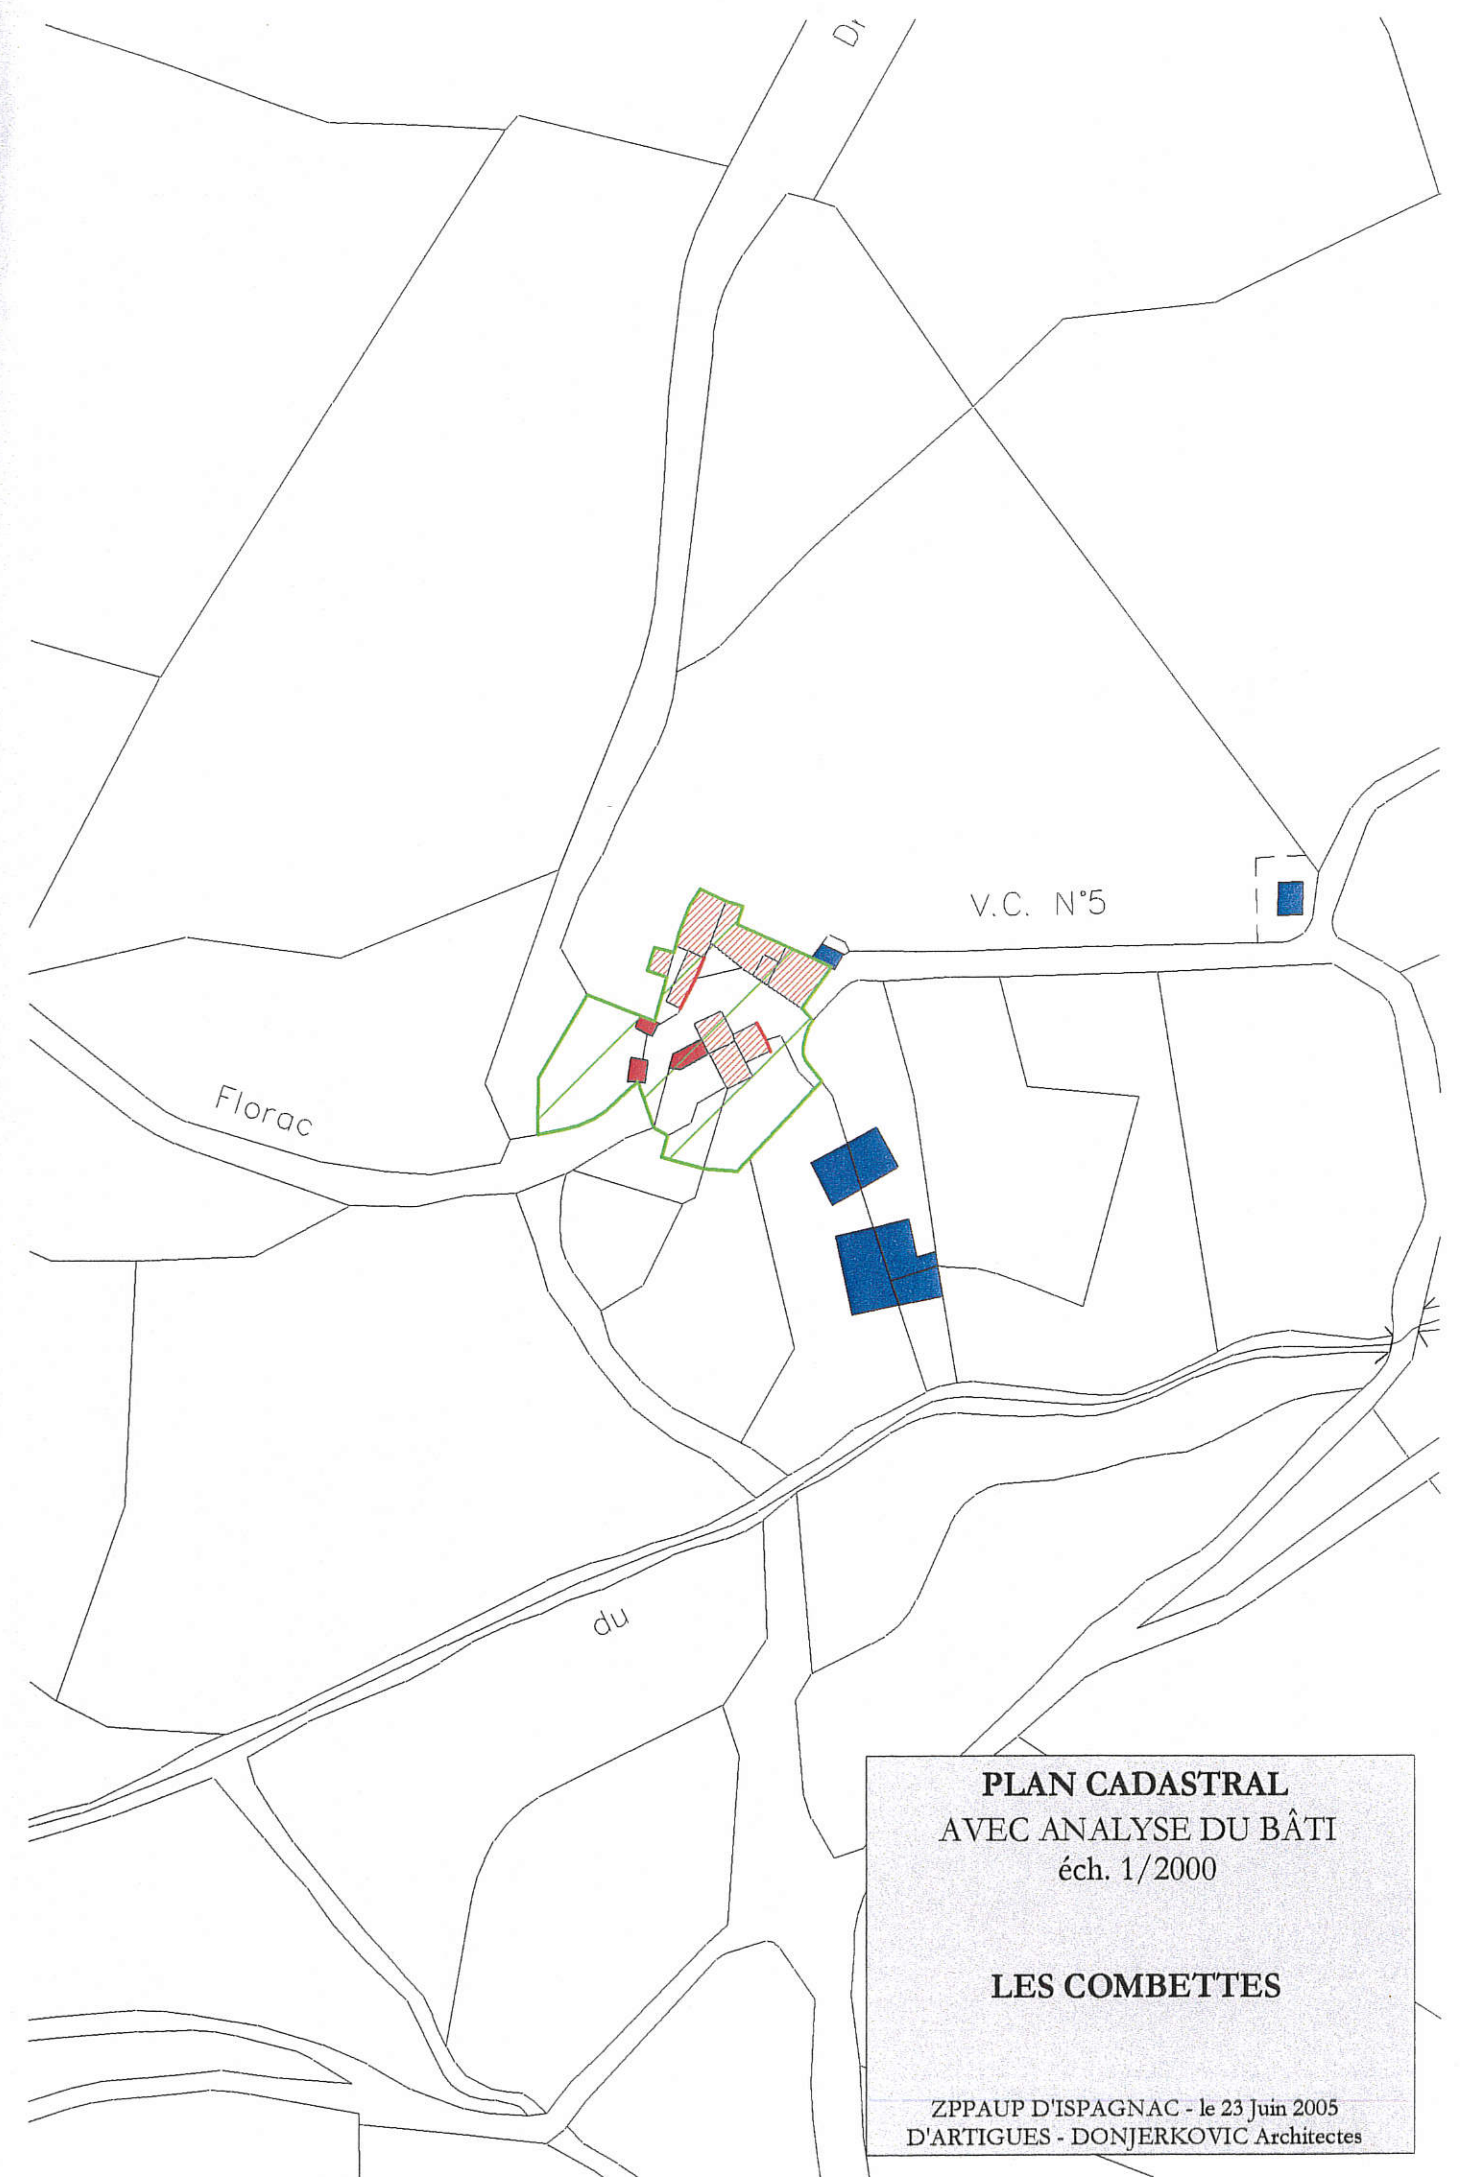 V.C. N°5
Florac
du
PLAN CADASTRAL
AVEC ANALYSE DU BÂTI
éch. 1/2000
LES COMBETTES
ZPPAUP D'ISPAGNAC - le 23 Juin 2005
D'ARTIGUES - DONJERKOVIC Architectes